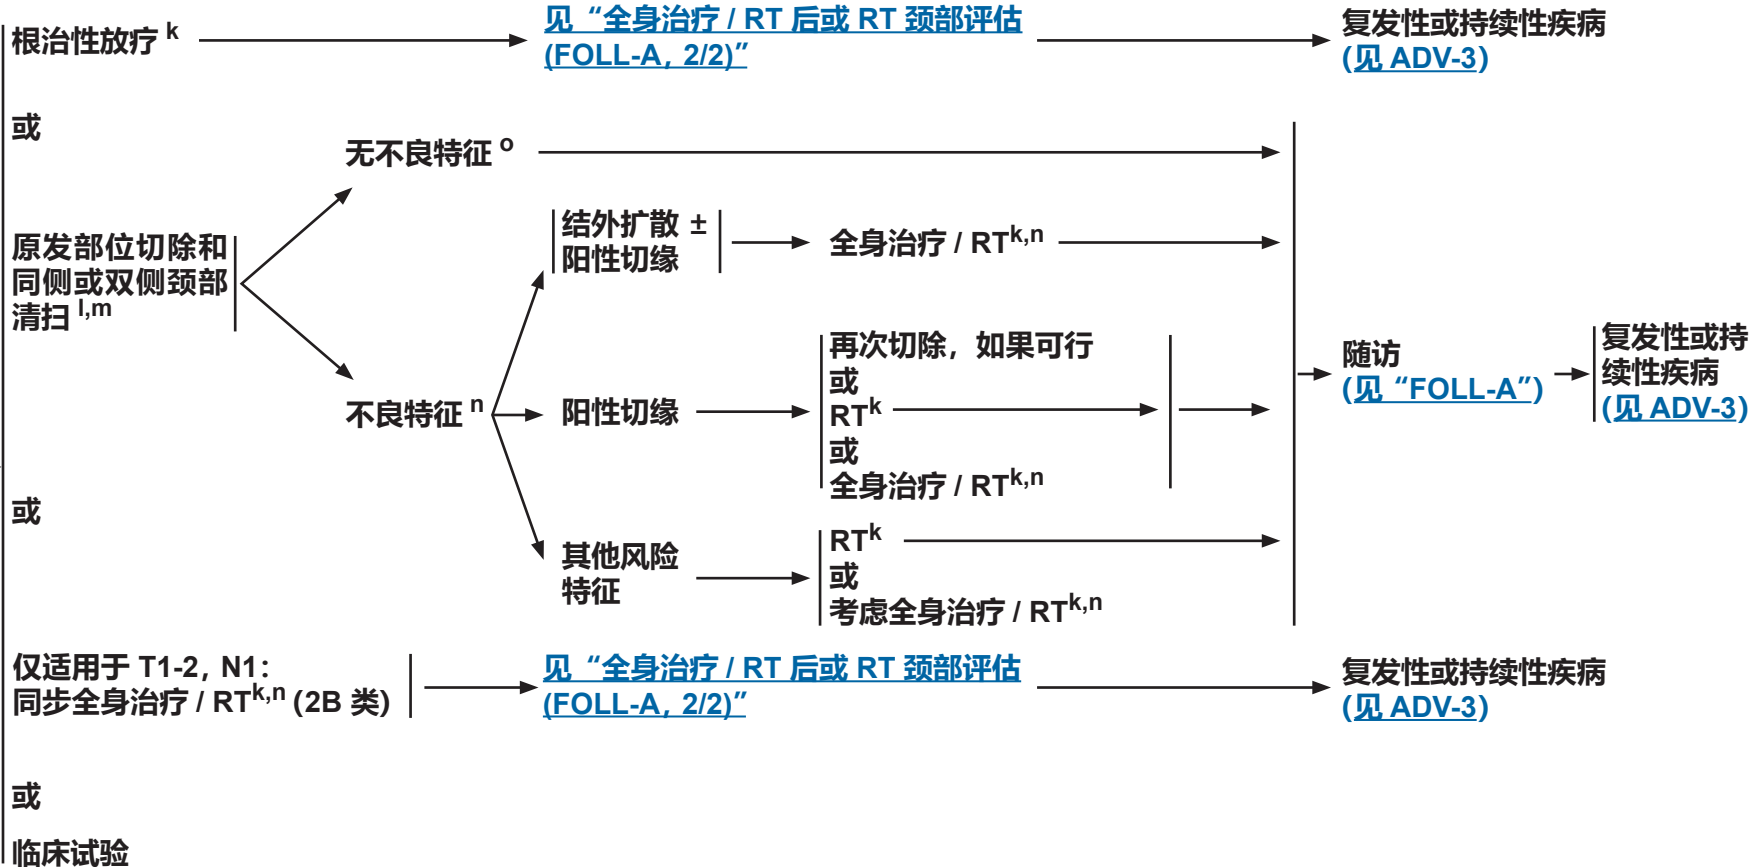 根治性放疗 k
见 “全身治疗 / RT 后或 RT 颈部评估
(FOLL-A, 2/2)”
复发性或持续性疾病
(见 ADV-3)
或
无不良特征 o
原发部位切除和
同侧或双侧颈部
清扫 l,m
结外扩散 ±
阳性切缘
全身治疗 / RT k,n
不良特征 n
阳性切缘
再次切除, 如果可行
或
RT k
或
全身治疗 / RT k,n
随访
(见 “FOLL-A”)
复发性或持
续性疾病
(见 ADV-3)
其他风险
特征
RT k
或
考虑全身治疗 / RT k,n
或
仅适用于 T1-2, N1:
同步全身治疗 / RT k,n (2B 类)
见 “全身治疗 / RT 后或 RT 颈部评估
(FOLL-A, 2/2)”
复发性或持续性疾病
(见 ADV-3)
或
临床试验